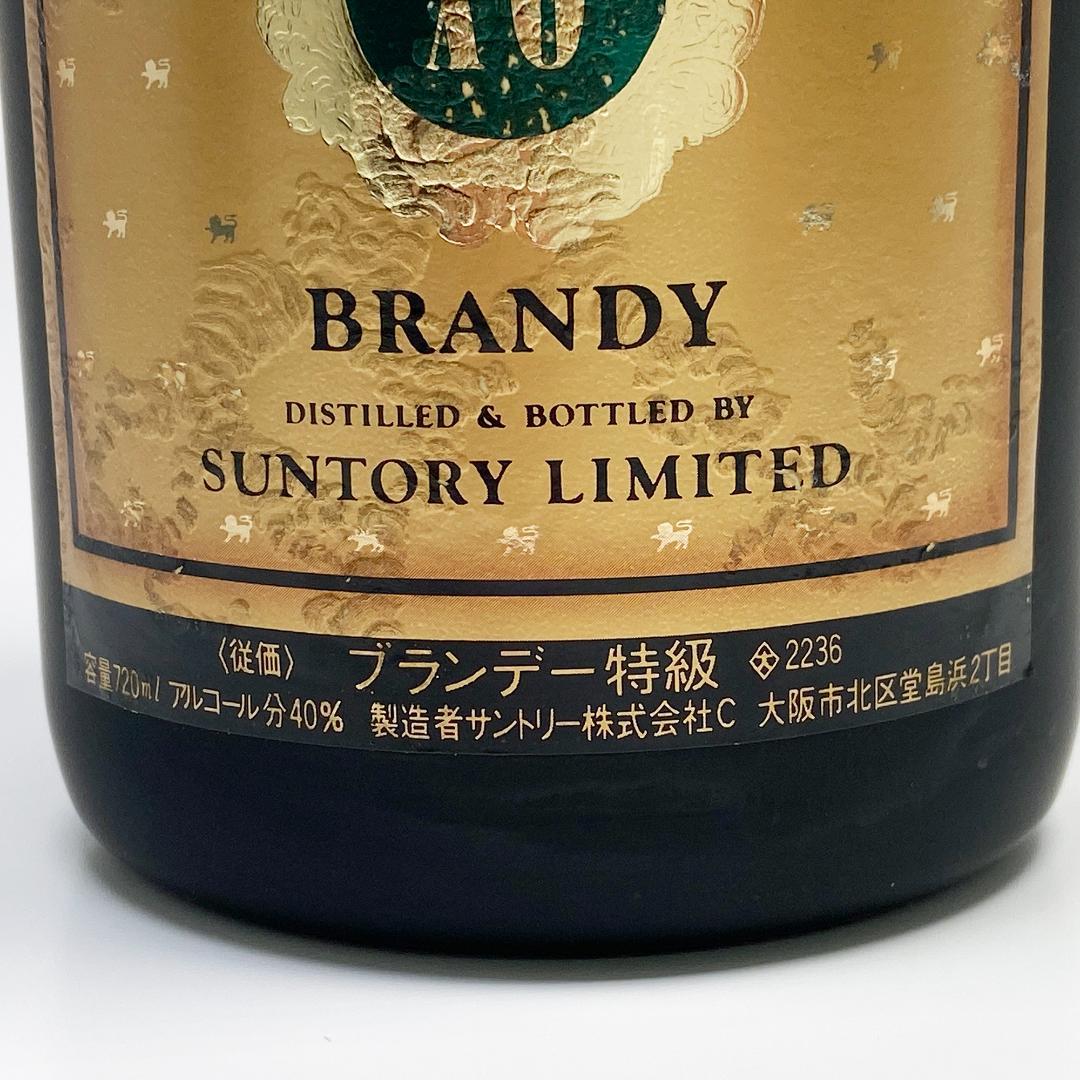 BRANDY
DISTILLED & BOTTLED BY
SUNTORY LIMITED
〈従価〉 ブランデー特級 2236
容量720ml アルコール分40% 製造者サントリー株式会社C 大阪市北区堂島浜2丁目